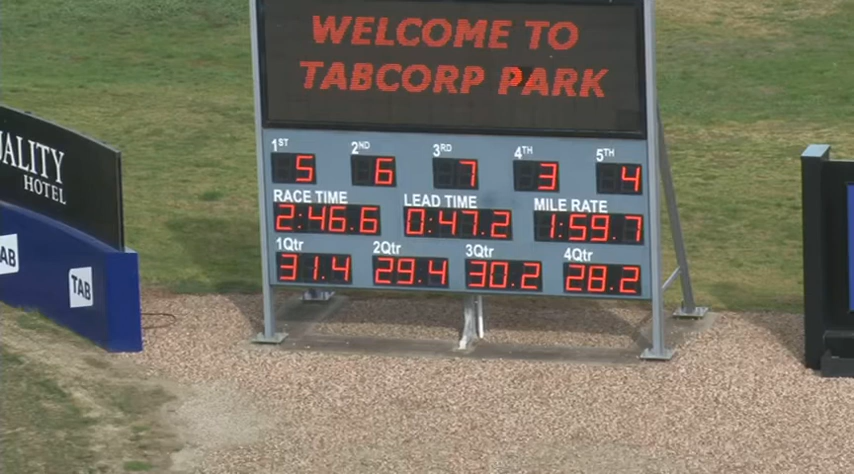 WELCOME TO
TABCORP PARK
1ST 2ND 3RD 4TH 5TH
5 6 7 3 4
RACE TIME LEAD TIME MILE RATE
2:46.6 0:47.2 1:59.7
1Qtr 2Qtr 3Qtr 4Qtr
31.4 29.4 30.2 28.2
HOTEL
TAB